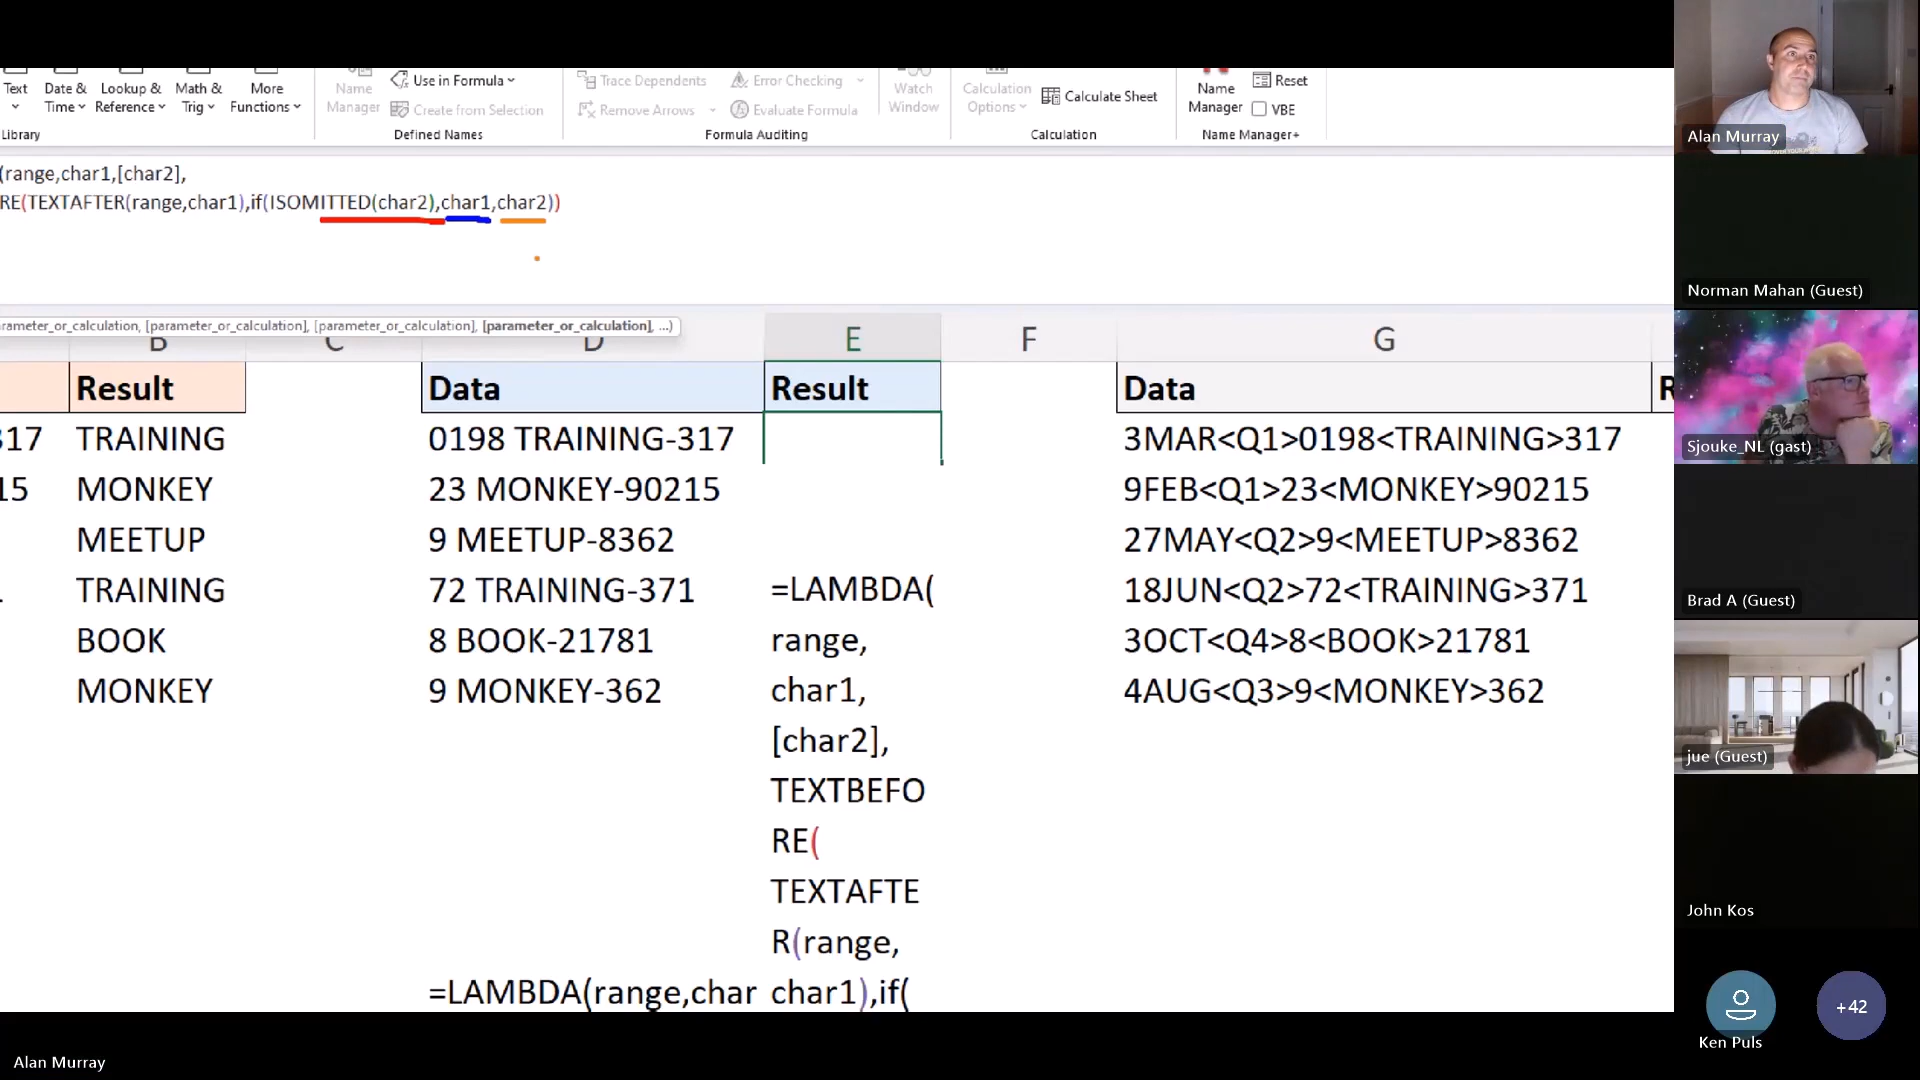 Text
Date &
Time
Lookup &
Reference
Math &
Trig
More
Functions
Library
Name
Manager
Use in Formula
Create from Selection
Defined Names
Trace Dependents
Remove Arrows
Error Checking
Evaluate Formula
Formula Auditing
Watch
Window
Calculation
Options
Calculate Sheet
Calculation
Name
Manager
Reset
VBE
Name Manager+
(range,char1,[char2],
RE(TEXTAFTER(range,char1),if(ISOMITTED(char2),char1,char2))
rameter_or_calculation, [parameter_or_calculation], [parameter_or_calculation], [parameter_or_calculation], ...)
B C D E F G
Result Data Result Data R
317 TRAINING 0198 TRAINING-317 3MAR<Q1>0198<TRAINING>317
15 MONKEY 23 MONKEY-90215 9FEB<Q1>23<MONKEY>90215
MEETUP 9 MEETUP-8362 27MAY<Q2>9<MEETUP>8362
TRAINING 72 TRAINING-371 =LAMBDA( 18JUN<Q2>72<TRAINING>371
BOOK 8 BOOK-21781 range, 3OCT<Q4>8<BOOK>21781
MONKEY 9 MONKEY-362 char1, 4AUG<Q3>9<MONKEY>362
[char2],
TEXTBEFO
RE(
TEXTAFTE
R(range,
=LAMBDA(range,char char1),if(
Alan Murray
Norman Mahan (Guest)
Sjouke_NL (gast)
Brad A (Guest)
jue (Guest)
John Kos
Ken Puls
+42
Alan Murray